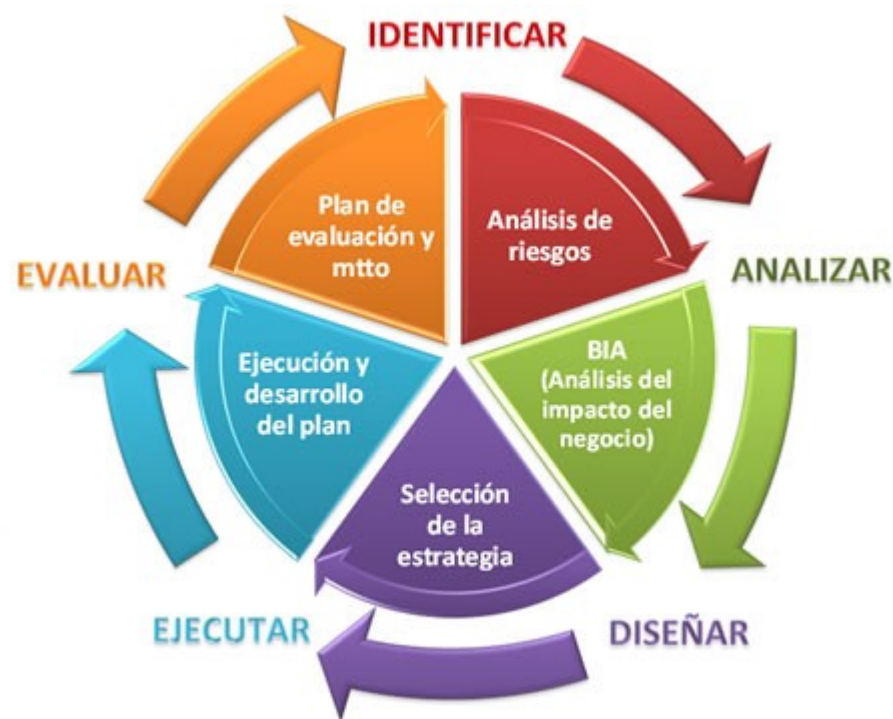 IDENTIFICAR
Análisis de
riesgos
ANALIZAR
BIA
(Análisis del
impacto del
negocio)
DISEÑAR
Selección
de la
estrategia
EJECUTAR
Ejecución y
desarrollo
del plan
EVALUAR
Plan de
evaluación y
mtto